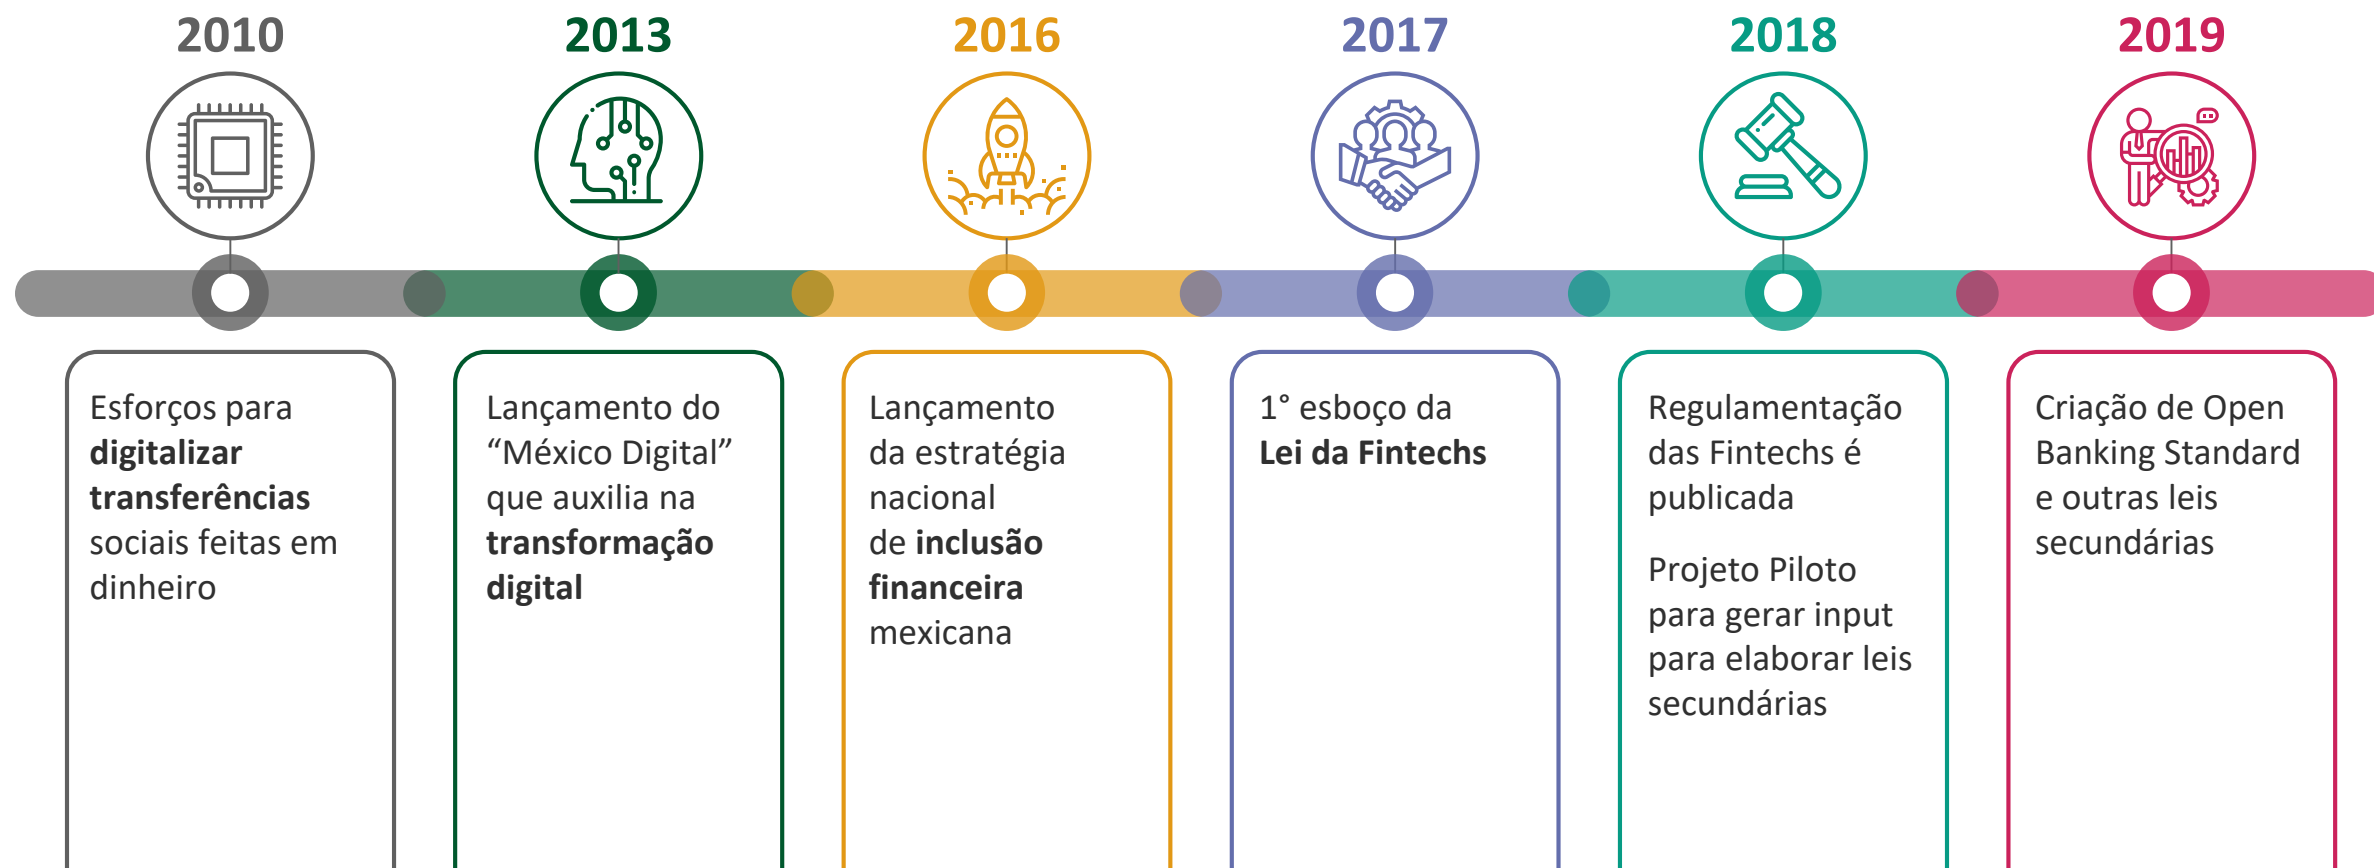 2010
2013
2016
2017
2018
2019
Esforços para
digitalizar
transferências
sociais feitas em
dinheiro
Lançamento do
“México Digital”
que auxilia na
transformação
digital
Lançamento
da estratégia
nacional
de inclusão
financeira
mexicana
1° esboço da
Lei da Fintechs
Regulamentação
das Fintechs é
publicada
Projeto Piloto
para gerar input
para elaborar leis
secundárias
Criação de Open
Banking Standard
e outras leis
secundárias